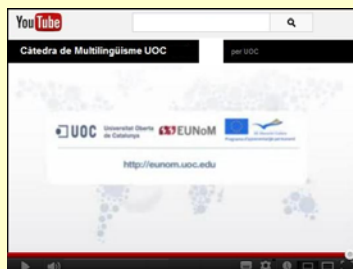 YouTube
Càtedra de Multilingüisme UOC
per UOC
UOC
Universitat Oberta
de Catalunya
EUNoM
http://eunom.uoc.edu